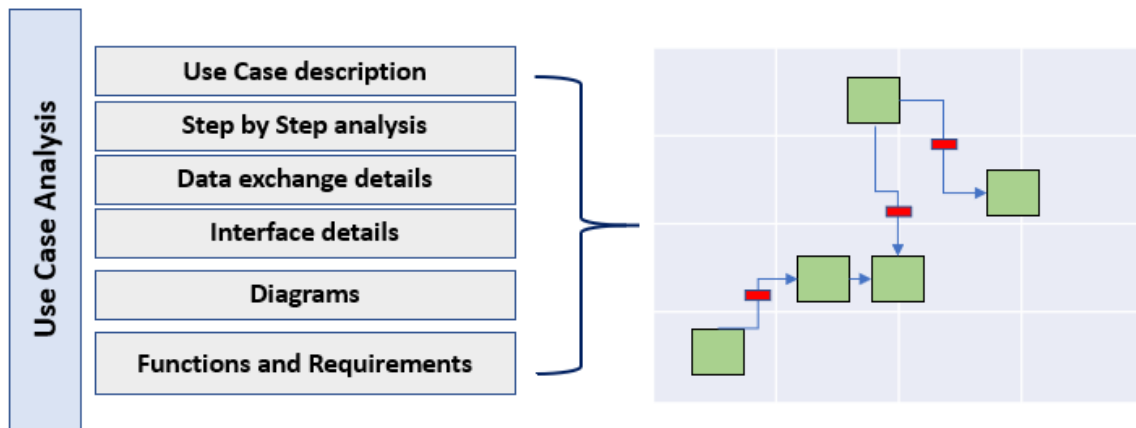 Use Case Analysis
Use Case description
Step by Step analysis
Data exchange details
Interface details
Diagrams
Functions and Requirements